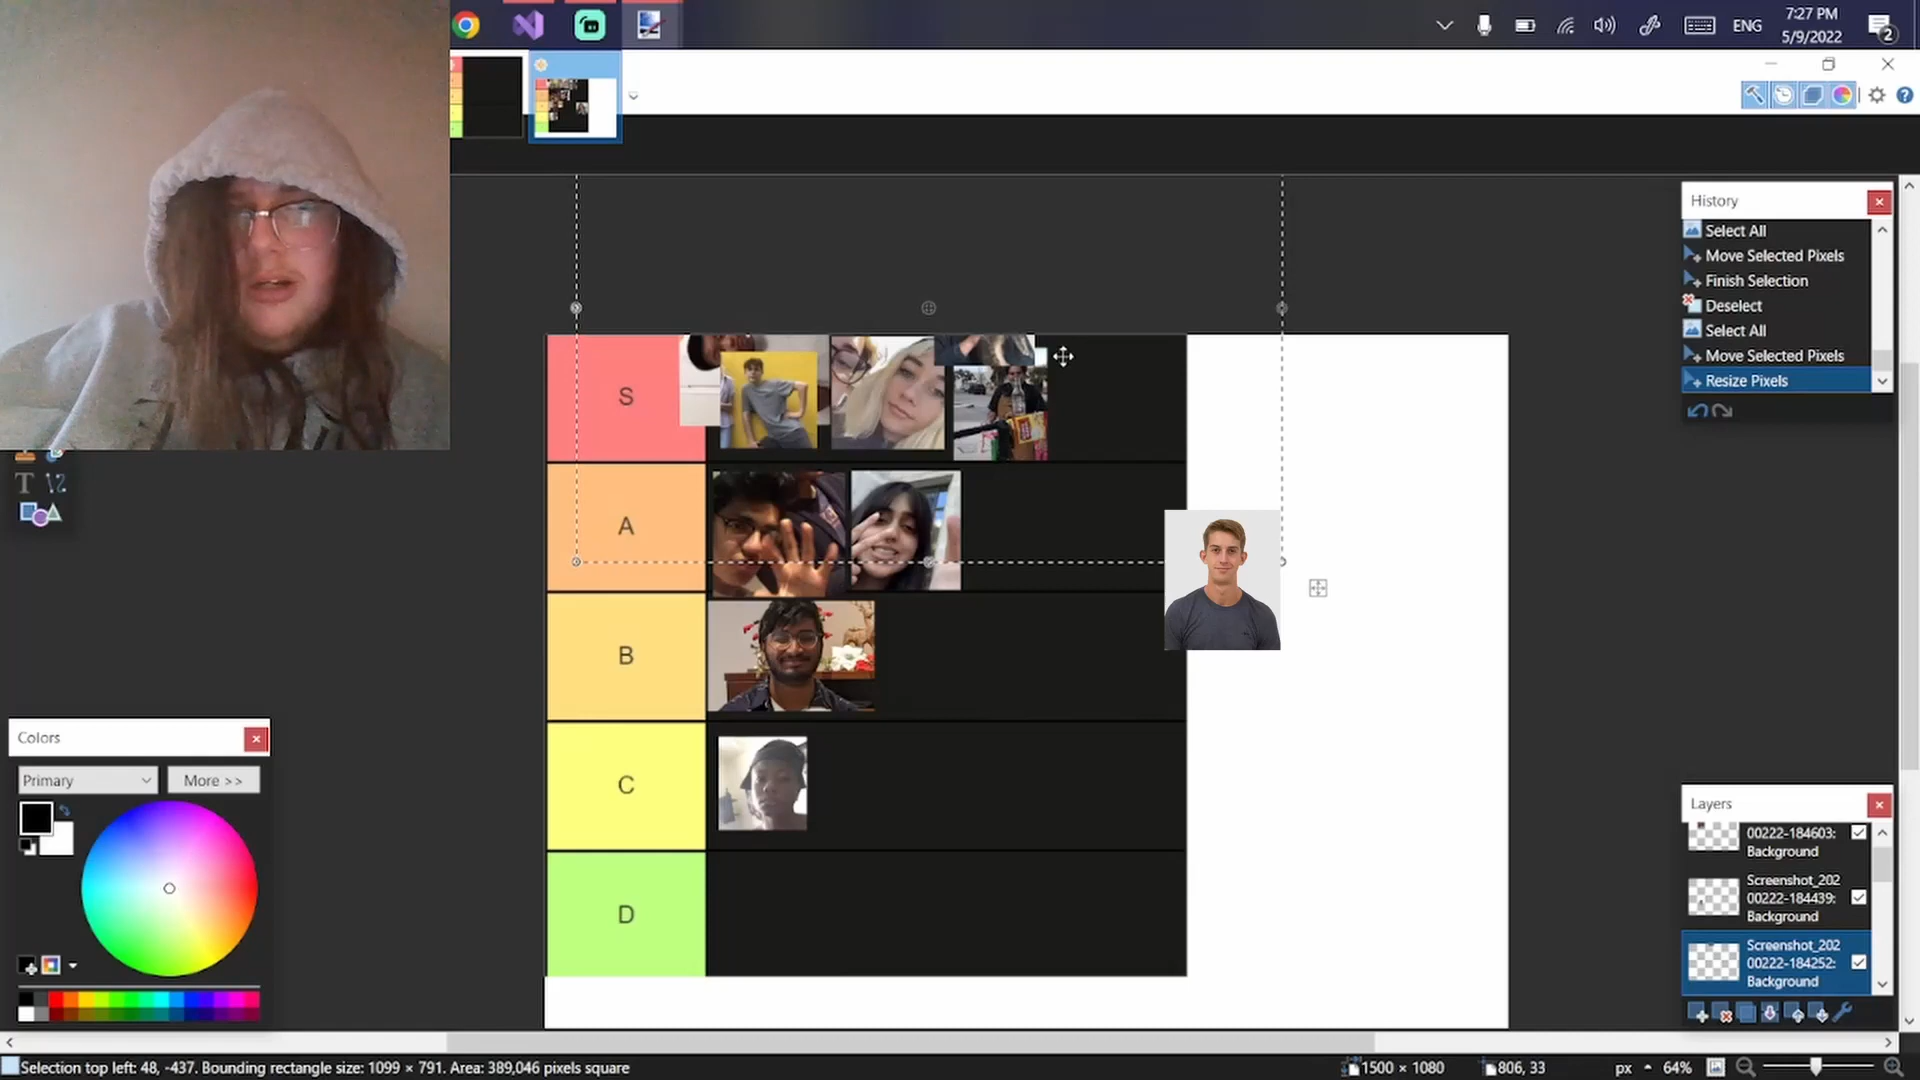 ENG
7:27 PM
5/9/2022
2
History
Select All
Move Selected Pixels
Finish Selection
Deselect
Select All
Move Selected Pixels
Resize Pixels
S
A
B
C
D
Colors
Primary
More >>
Layers
00222-184603:
Background
Screenshot_202
00222-184439:
Background
Screenshot_202
00222-184252:
Background
Selection top left: 48, -437. Bounding rectangle size: 1099 × 791. Area: 389,046 pixels square
1500 × 1080
806, 33
px
64%